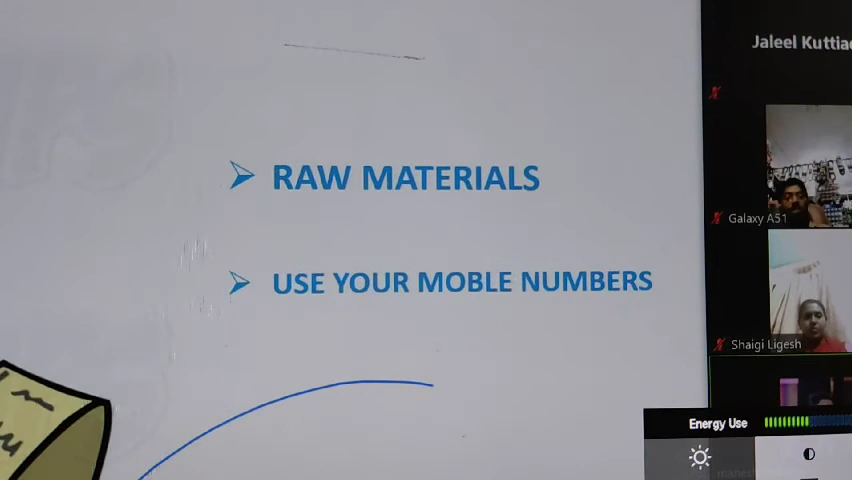 Jaleel Kuttiad
RAW MATERIALS
Galaxy A51
USE YOUR MOBLE NUMBERS
Shaigi Ligesh
Energy Use